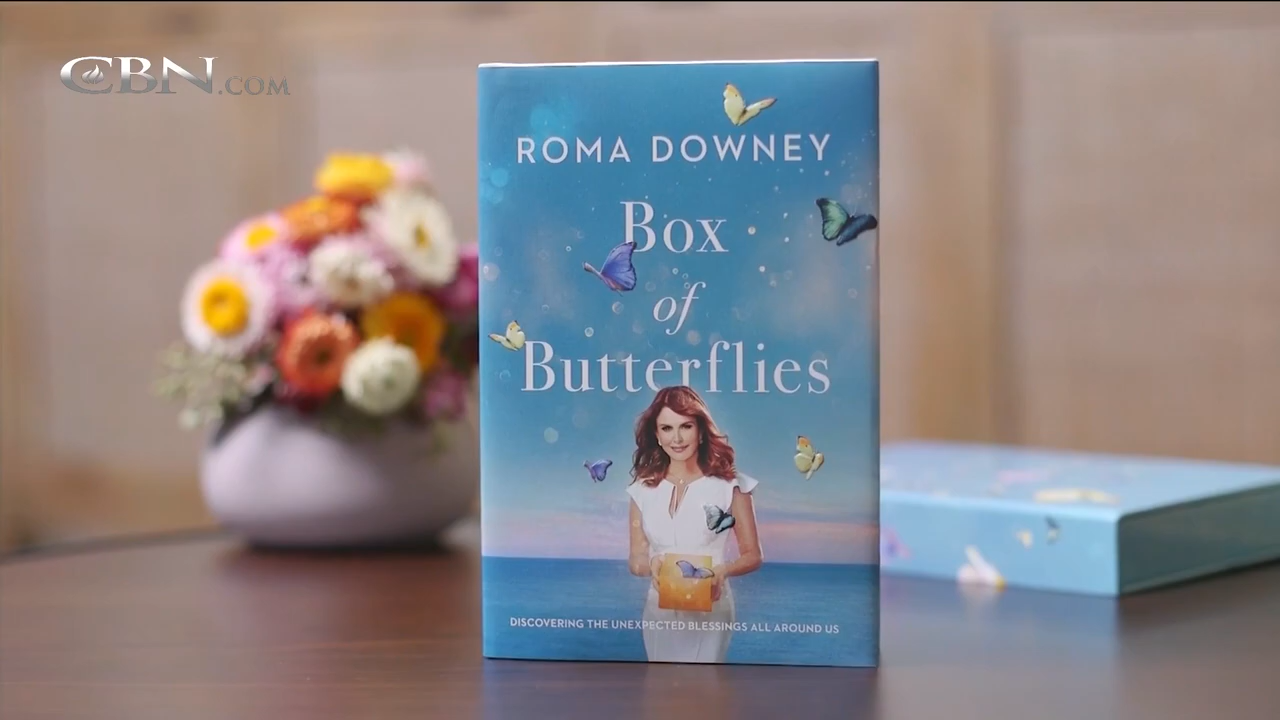 CBN.COM
ROMA DOWNEY
Box
of
Butterflies
DISCOVERING THE UNEXPECTED BLESSINGS ALL AROUND US